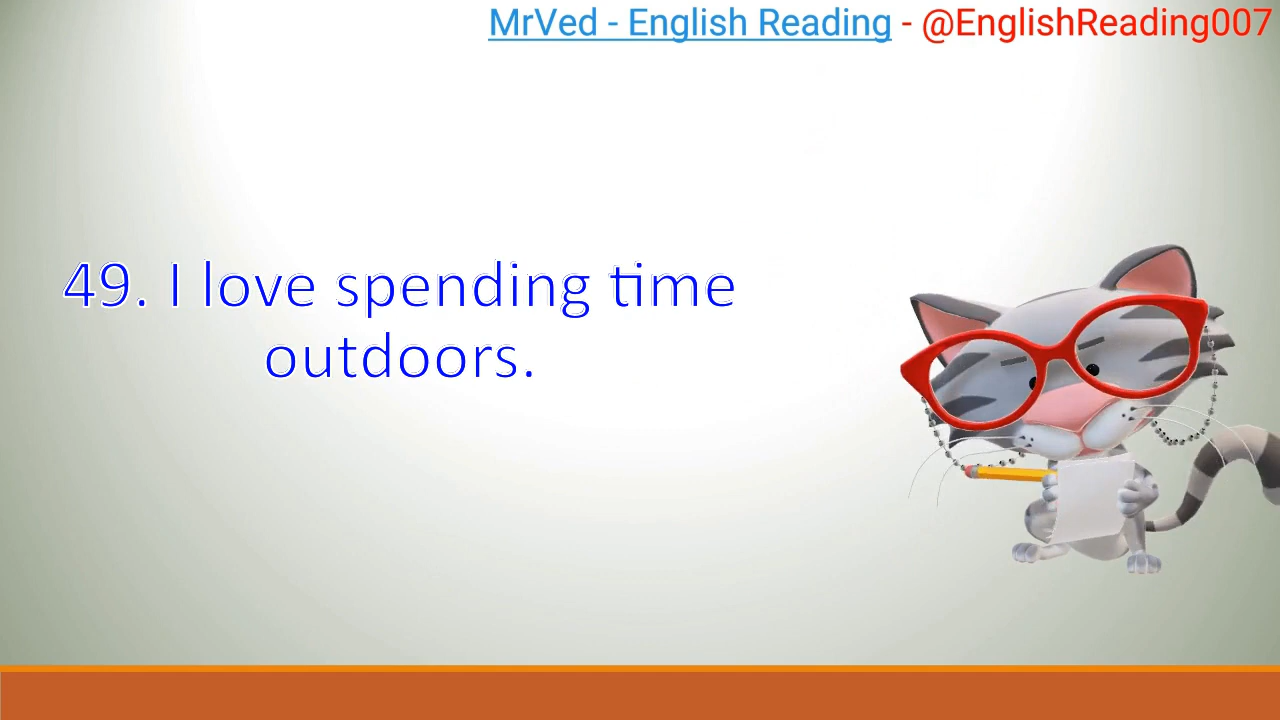 MrVed - English Reading - @EnglishReading007
49. I love spending time
outdoors.